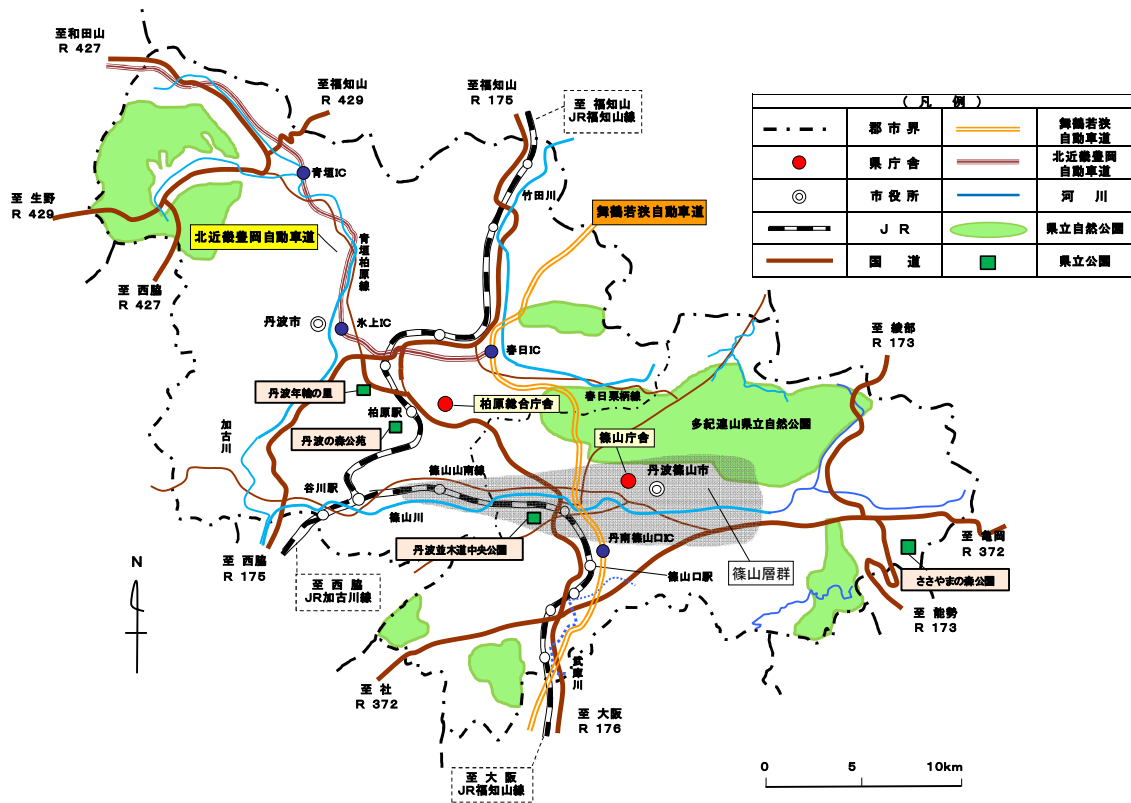 至和田山
R 427
至福知山
R 429
至福知山
R 175
至 福知山
JR福知山線
(凡 例)
郡 市 界
舞鶴若狭
自動車道
県 庁 舎
北近畿豊岡
自動車道
市 役 所
河 川
J R
県立自然公園
国 道
県立公園
青垣IC
竹田川
至 生野
429
舞鶴若狭自動車道
北近畿豊岡自動車道
青垣柏原線
至 西脇
R 427
丹波市
氷上IC
春日IC
至 綾部
R 173
丹波年輪の里
柏原駅
柏原総合庁舎
春日栗柄線
多紀連山県立自然公園
丹波の森公苑
加古川
篠山庁舎
丹波篠山市
篠山山南線
谷川駅
篠山川
丹波並木道中央公園
丹南篠山口IC
至 西脇
R 175
至 亀岡
R 372
篠山口駅
篠山層群
ささやまの森公園
N
至 西 脇
JR加古川線
至 能勢
R 173
武庫川
至 社
R 372
至 大阪
R 176
至 大 阪
JR福知山線
0 5 10km